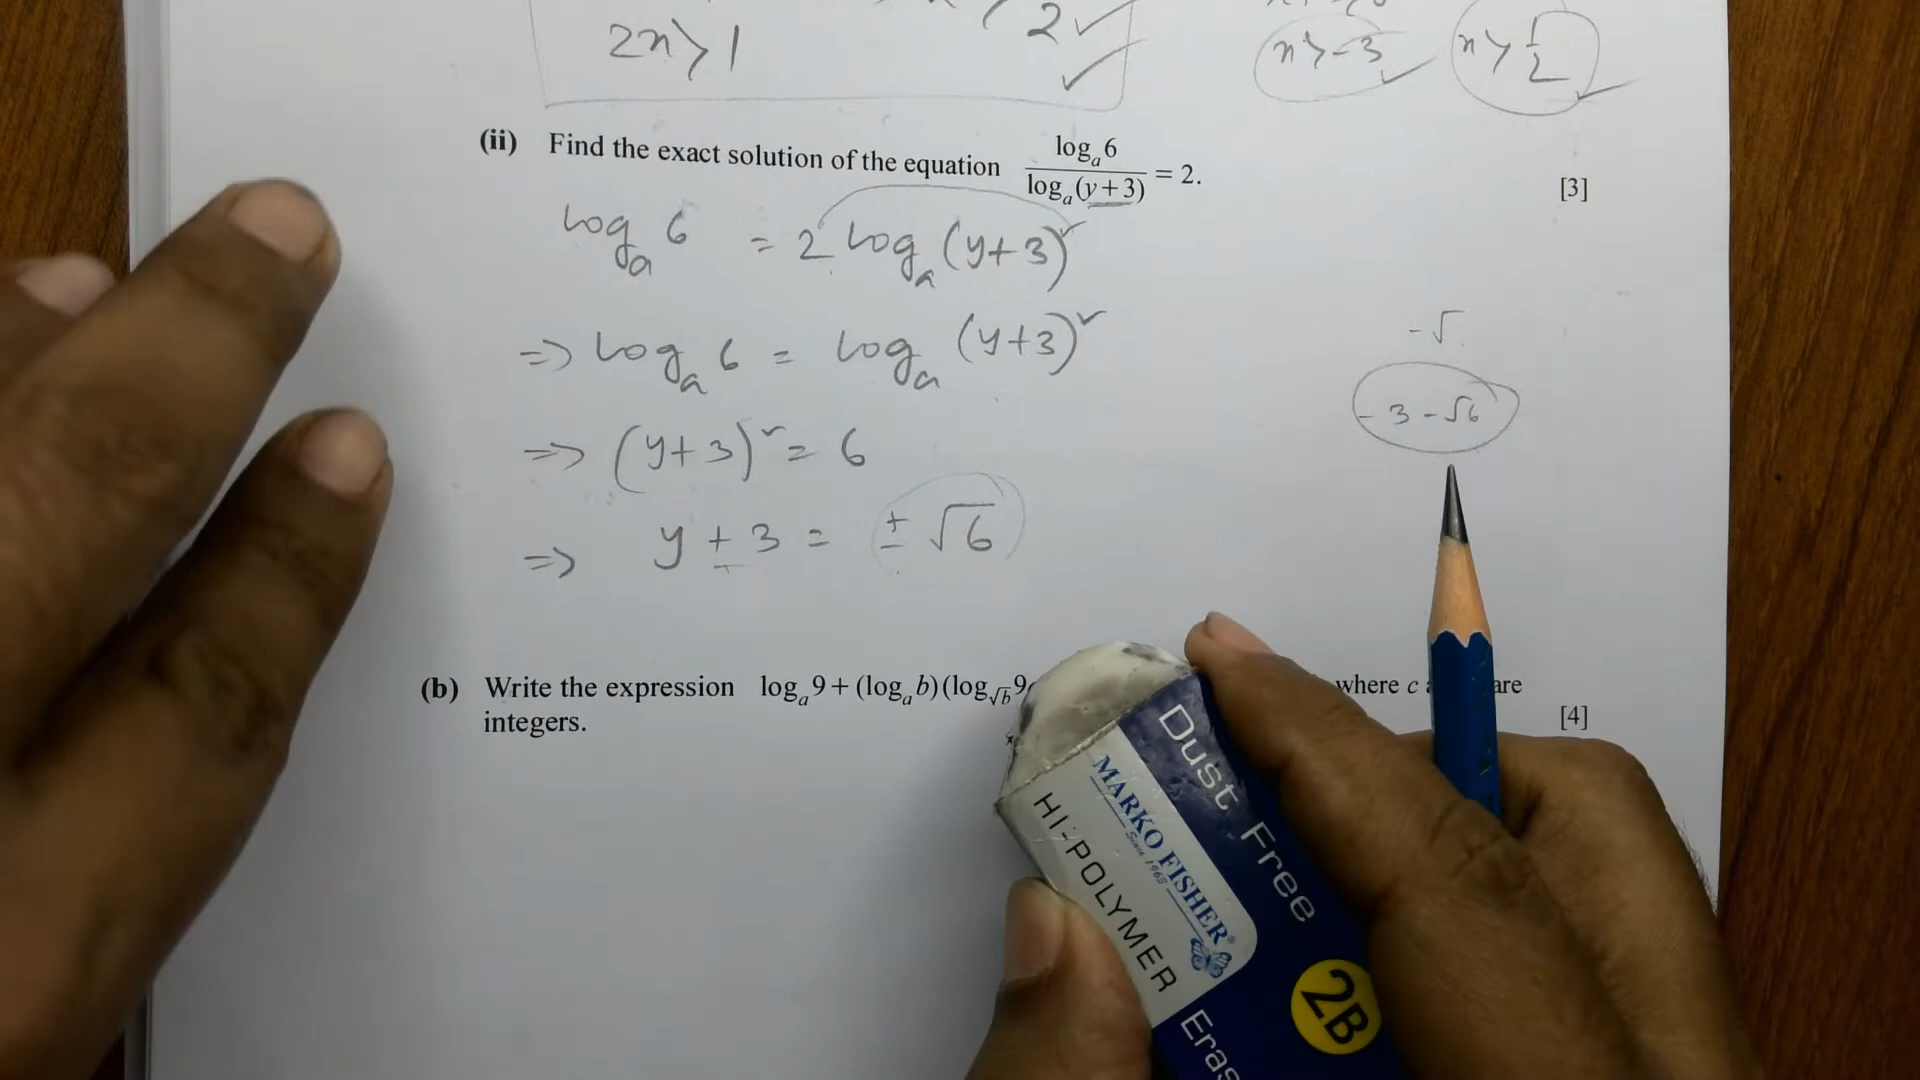 2x>1
2✓
x>-3
x>1/2
(ii) Find the exact solution of the equation log_a 6 / log_a (y+3) = 2.
[3]
log_a 6 = 2 log_a (y+3)²
=> log_a 6 = log_a (y+3)²
-√
=> (y+3)² = 6
-3-√6
=> y + 3 = ± √6
(b) Write the expression log_a 9 + (log_a b)(log_√b 9
where c
are
integers.
[4]
Dust Free
MARKO FISHER®
Since 1965
HI-POLYMER
2B
Eras